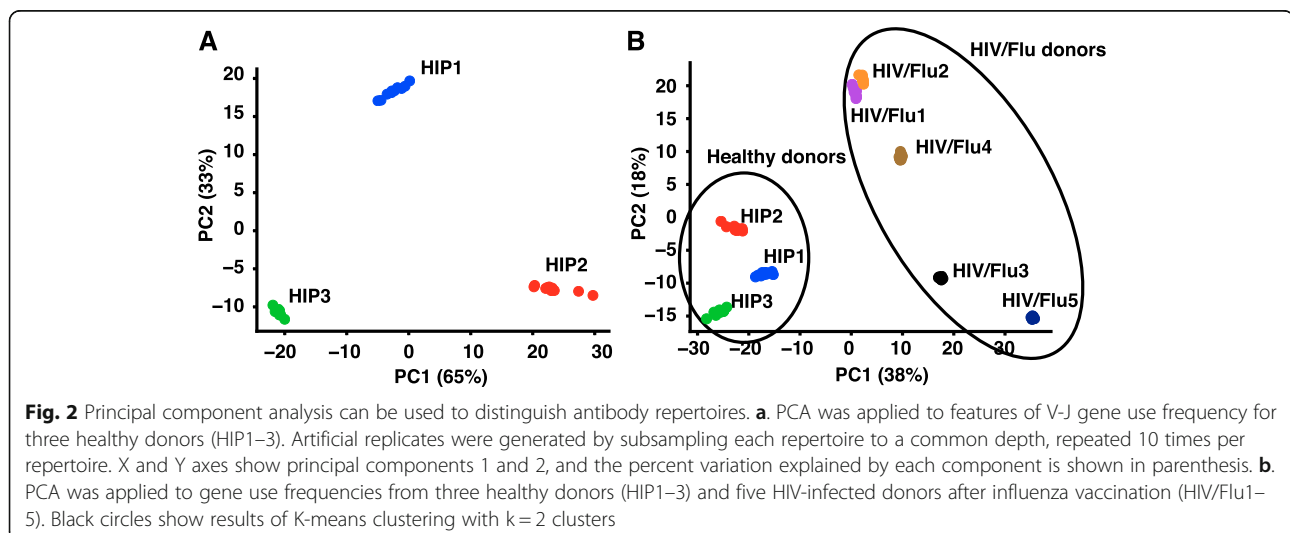 A
B
HIP1
HIP2
HIP3
PC2 (33%)
20
15
10
5
0
−5
−10
−20
−10
0
10
20
30
PC1 (65%)
HIV/Flu donors
HIV/Flu2
HIV/Flu1
HIV/Flu4
Healthy donors
HIP2
HIP1
HIP3
HIV/Flu3
HIV/Flu5
PC2 (18%)
20
15
10
5
0
−5
−10
−15
−30
−20
−10
0
10
20
30
PC1 (38%)
Fig. 2 Principal component analysis can be used to distinguish antibody repertoires. a. PCA was applied to features of V-J gene use frequency for
three healthy donors (HIP1–3). Artificial replicates were generated by subsampling each repertoire to a common depth, repeated 10 times per
repertoire. X and Y axes show principal components 1 and 2, and the percent variation explained by each component is shown in parenthesis. b.
PCA was applied to gene use frequencies from three healthy donors (HIP1–3) and five HIV-infected donors after influenza vaccination (HIV/Flu1–
5). Black circles show results of K-means clustering with k = 2 clusters